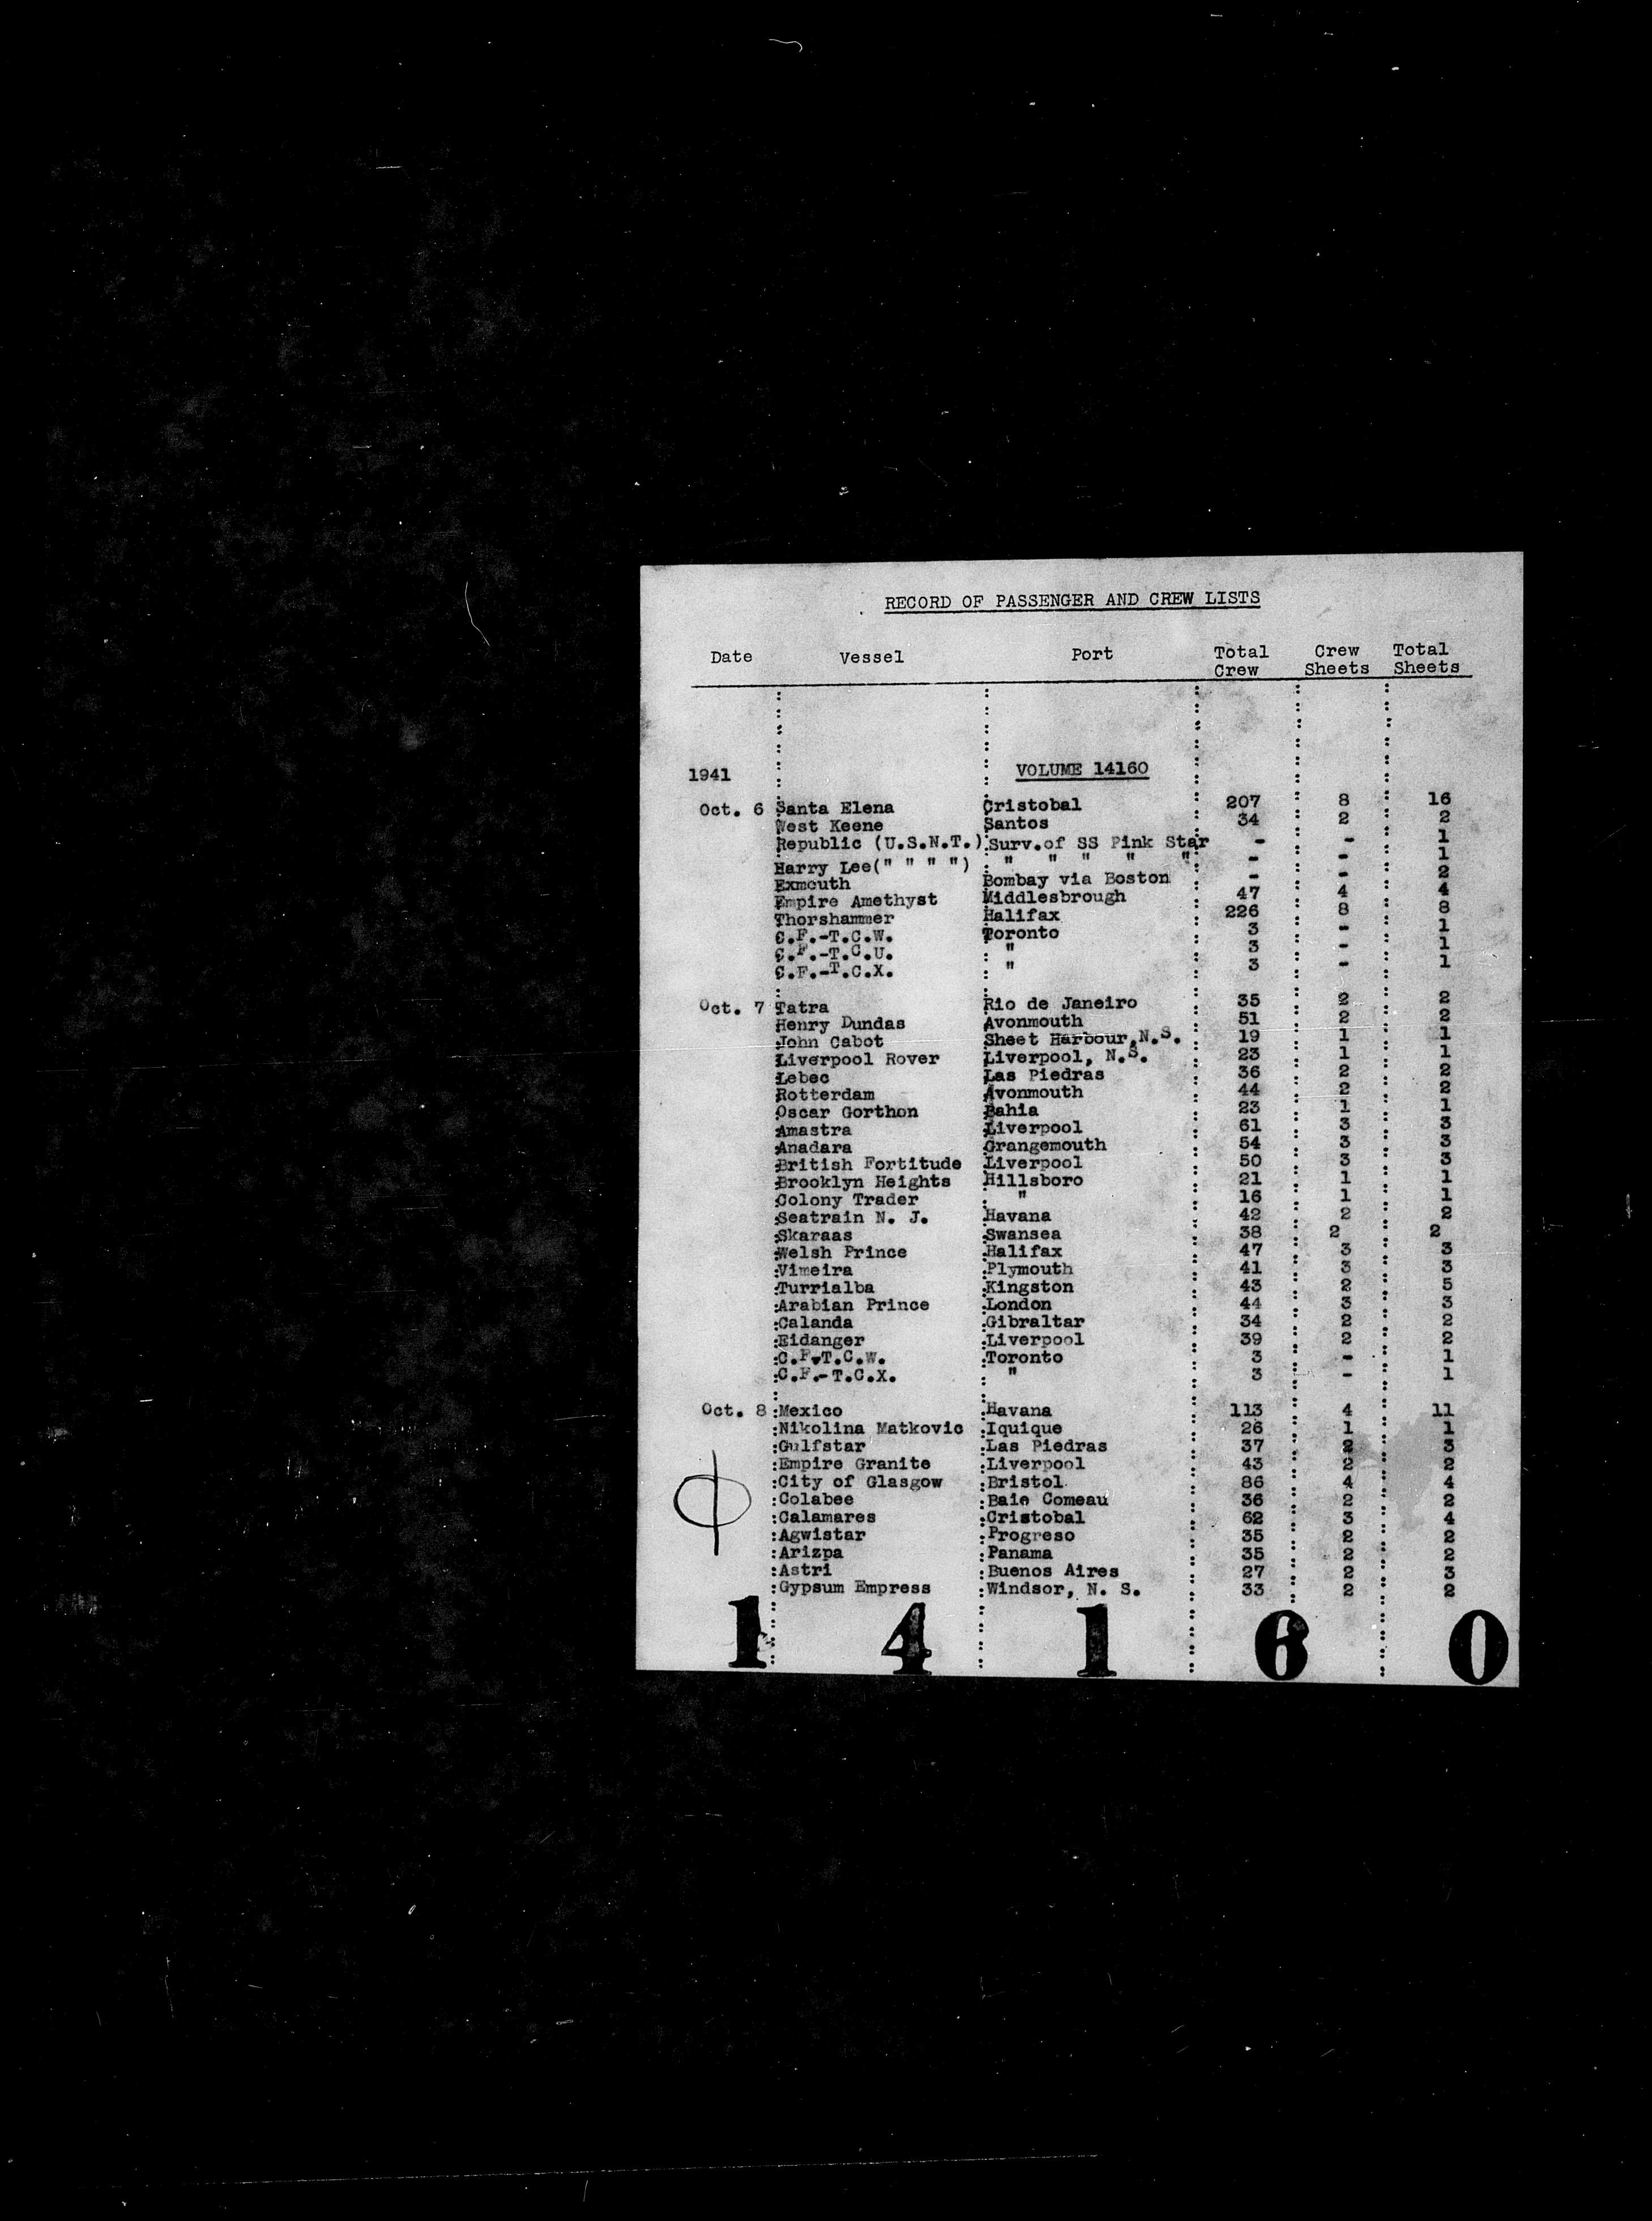 RECORD OF PASSENGER AND CREW LISTS
Date Vessel Port Total Crew Crew Sheets Total Sheets
1941 VOLUME 14160
Oct. 6 Santa Elena Cristobal 207 8 16
West Keene Santos 34 2 2
Republic (U.S.N.T.) Surv.of SS Pink Star - - 1
Harry Lee(" " " ") " " " " " - - 1
Exmouth Bombay via Boston - - 2
Empire Amethyst Middlesbrough 47 4 4
Thorshammer Halifax 226 8 8
C.F.-T.C.W. Toronto 3 - 1
C.F.-T.C.U. " 3 - 1
C.F.-T.C.X. " 3 - 1
Oct. 7 Tatra Rio de Janeiro 35 2 2
Henry Dundas Avonmouth 51 2 2
John Cabot Sheet Harbour,N.S. 19 1 1
Liverpool Rover Liverpool, N.S. 23 1 1
Lebec Las Piedras 36 2 2
Rotterdam Avonmouth 44 2 2
Oscar Gorthon Bahia 23 1 1
Amastra Liverpool 61 3 3
Anadara Grangemouth 54 3 3
British Fortitude Liverpool 50 3 3
Brooklyn Heights Hillsboro 21 1 1
Colony Trader " 16 1 1
Seatrain N. J. Havana 42 2 2
Skaraas Swansea 38 2 2
Welsh Prince Halifax 47 3 3
Vimeira Plymouth 41 3 3
Turrialba Kingston 43 2 5
Arabian Prince London 44 3 3
Calanda Gibraltar 34 2 2
Eidanger Liverpool 39 2 2
C.F.T.C.W. Toronto 3 - 1
C.F.-T.C.X. " 3 - 1
Oct. 8 Mexico Havana 113 4 11
Nikolina Matkovic Iquique 26 1 1
Gulfstar Las Piedras 37 2 3
Empire Granite Liverpool 43 2 2
City of Glasgow Bristol 86 4 4
Colabee Baie Comeau 36 2 2
Calamares Cristobal 62 3 4
Agwistar Progreso 35 2 2
Arizpa Panama 35 2 2
Astri Buenos Aires 27 2 3
Gypsum Empress Windsor, N. S. 33 2 2
1 4 1 6 0